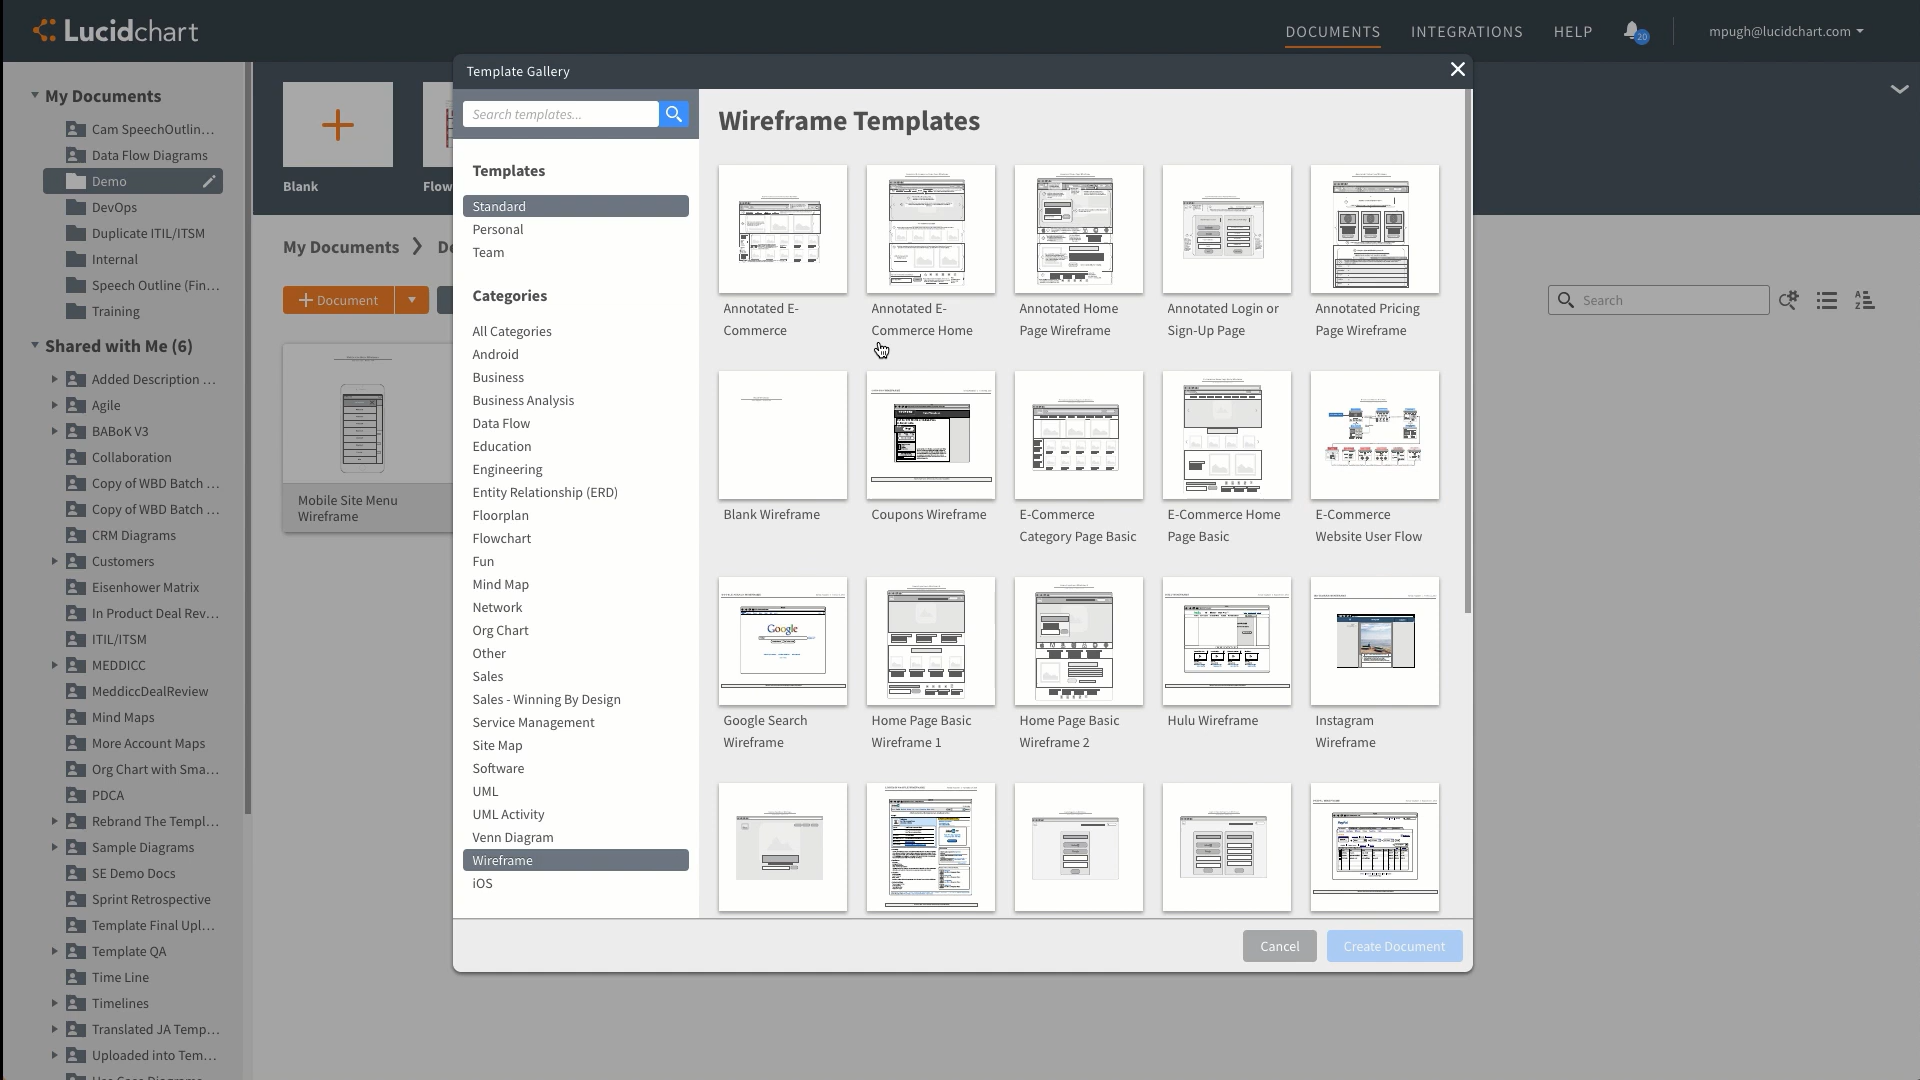 Lucidchart
DOCUMENTS
INTEGRATIONS
HELP
20
mpugh@lucidchart.com
My Documents
Cam SpeechOutlin...
Data Flow Diagrams
Demo
DevOps
Duplicate ITIL/ITSM
Internal
Speech Outline (Fin...
Training
Shared with Me (6)
Added Description ...
Agile
BABoK V3
Collaboration
Copy of WBD Batch ...
Copy of WBD Batch ...
CRM Diagrams
Customers
Eisenhower Matrix
In Product Deal Rev...
ITIL/ITSM
MEDDICC
MeddiccDealReview
Mind Maps
More Account Maps
Org Chart with Sma...
PDCA
Rebrand The Templ...
Sample Diagrams
SE Demo Docs
Sprint Retrospective
Template Final Upl...
Template QA
Time Line
Timelines
Translated JA Temp...
Uploaded into Tem...
Blank
Flow
My Documents
Document
Mobile Site Menu
Wireframe
Search
Template Gallery
Search templates...
Templates
Standard
Personal
Team
Categories
All Categories
Android
Business
Business Analysis
Data Flow
Education
Engineering
Entity Relationship (ERD)
Floorplan
Flowchart
Fun
Mind Map
Network
Org Chart
Other
Sales
Sales - Winning By Design
Service Management
Site Map
Software
UML
UML Activity
Venn Diagram
Wireframe
iOS
Wireframe Templates
Annotated E-
Commerce
Annotated E-
Commerce Home
Annotated Home
Page Wireframe
Annotated Login or
Sign-Up Page
Annotated Pricing
Page Wireframe
Blank Wireframe
Coupons Wireframe
E-Commerce
Category Page Basic
E-Commerce Home
Page Basic
E-Commerce
Website User Flow
Google
Google Search
Wireframe
Home Page Basic
Wireframe 1
Home Page Basic
Wireframe 2
Hulu Wireframe
Instagram
Wireframe
PayPal
Cancel
Create Document